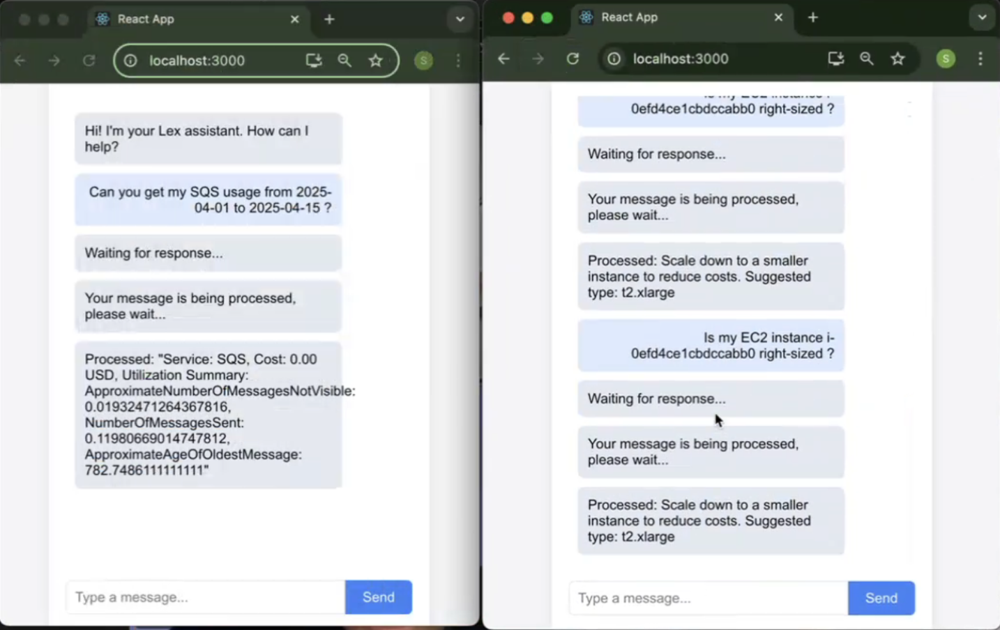 React App
localhost:3000
S
Hi! I'm your Lex assistant. How can I
help?
Can you get my SQS usage from 2025-
04-01 to 2025-04-15 ?
Waiting for response...
Your message is being processed,
please wait...
Processed: "Service: SQS, Cost: 0.00
USD, Utilization Summary:
ApproximateNumberOfMessagesNotVisible:
0.01932471264367816,
NumberOfMessagesSent:
0.11980669014747812,
ApproximateAgeOfOldestMessage:
782.7486111111111"
Type a message...
Send
React App
localhost:3000
S
Is my EC2 instance i-
0efd4ce1cbdccabb0 right-sized ?
Waiting for response...
Your message is being processed,
please wait...
Processed: Scale down to a smaller
instance to reduce costs. Suggested
type: t2.xlarge
Is my EC2 instance i-
0efd4ce1cbdccabb0 right-sized ?
Waiting for response...
Your message is being processed,
please wait...
Processed: Scale down to a smaller
instance to reduce costs. Suggested
type: t2.xlarge
Type a message...
Send